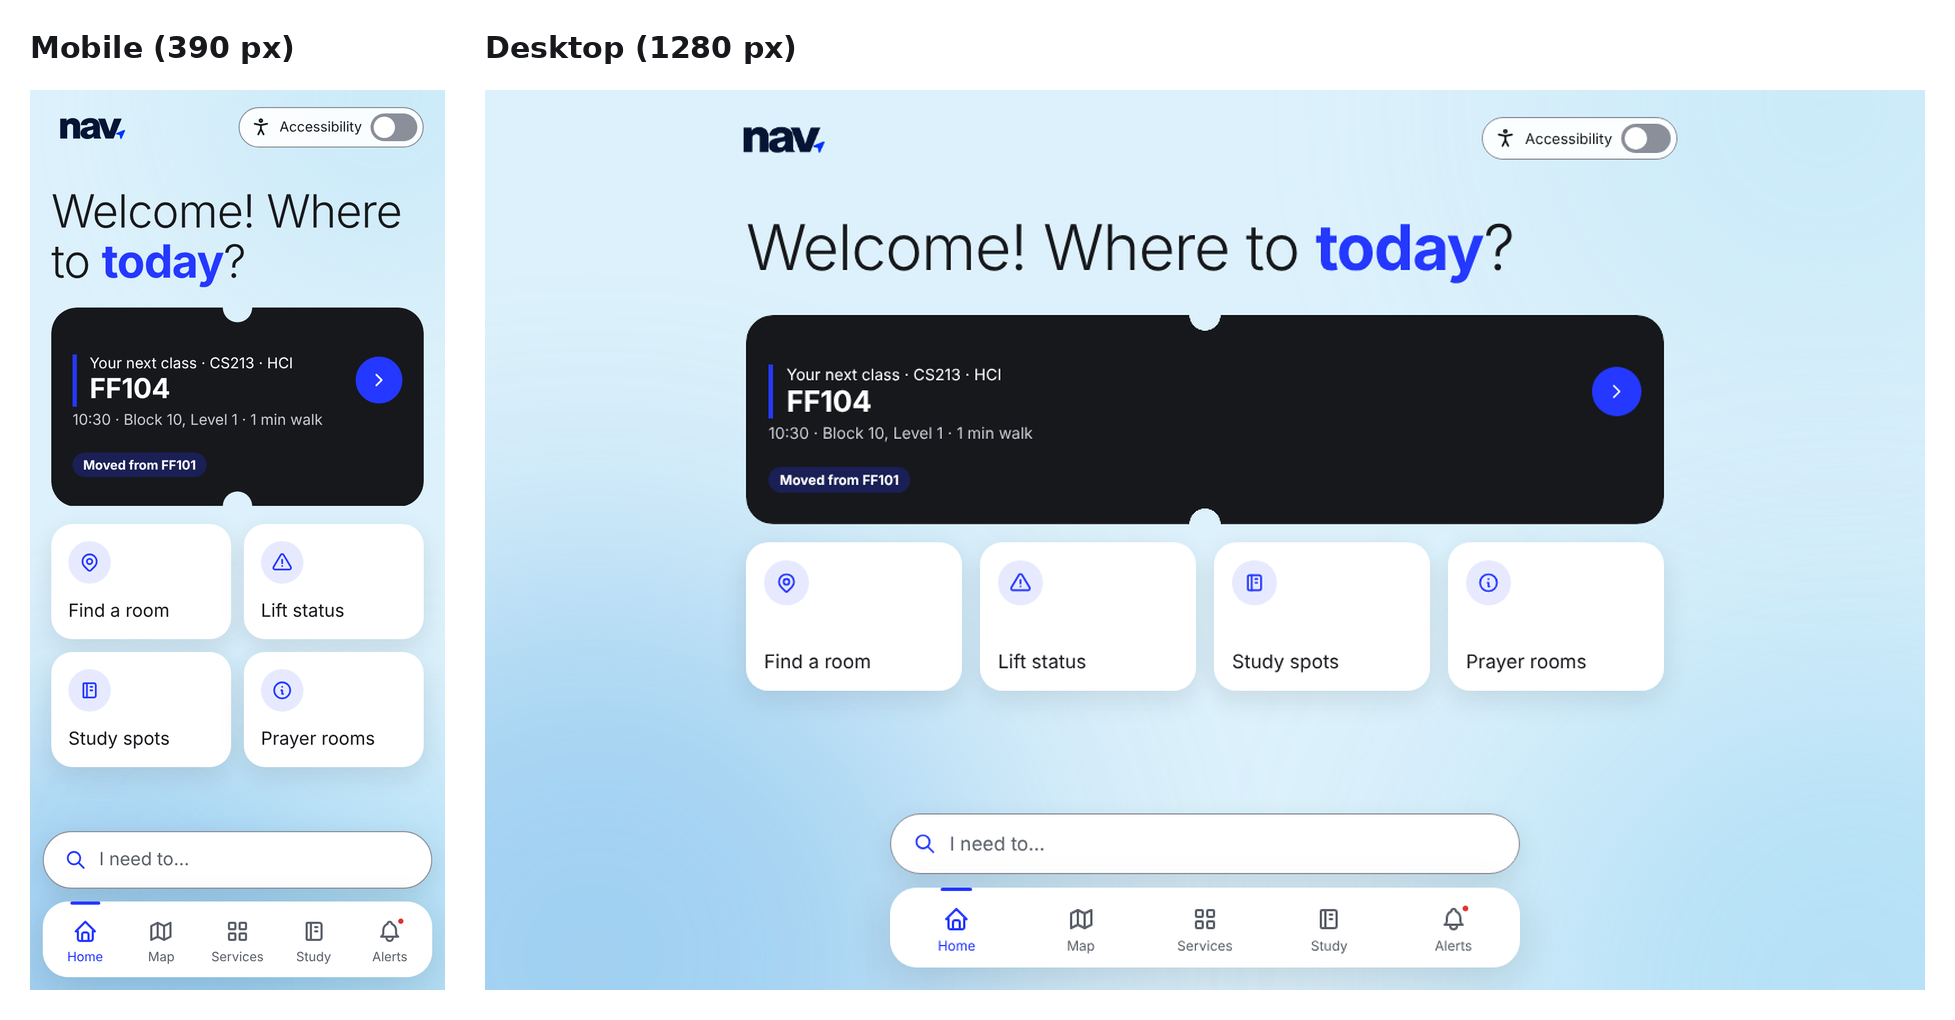 Mobile (390 px)
nav
Accessibility
Welcome! Where
to today?
Your next class · CS213 · HCI
FF104
10:30 · Block 10, Level 1 · 1 min walk
Moved from FF101
Find a room
Lift status
Study spots
Prayer rooms
I need to...
Home
Map
Services
Study
Alerts
Desktop (1280 px)
nav
Accessibility
Welcome! Where to today?
Your next class · CS213 · HCI
FF104
10:30 · Block 10, Level 1 · 1 min walk
Moved from FF101
Find a room
Lift status
Study spots
Prayer rooms
I need to...
Home
Map
Services
Study
Alerts